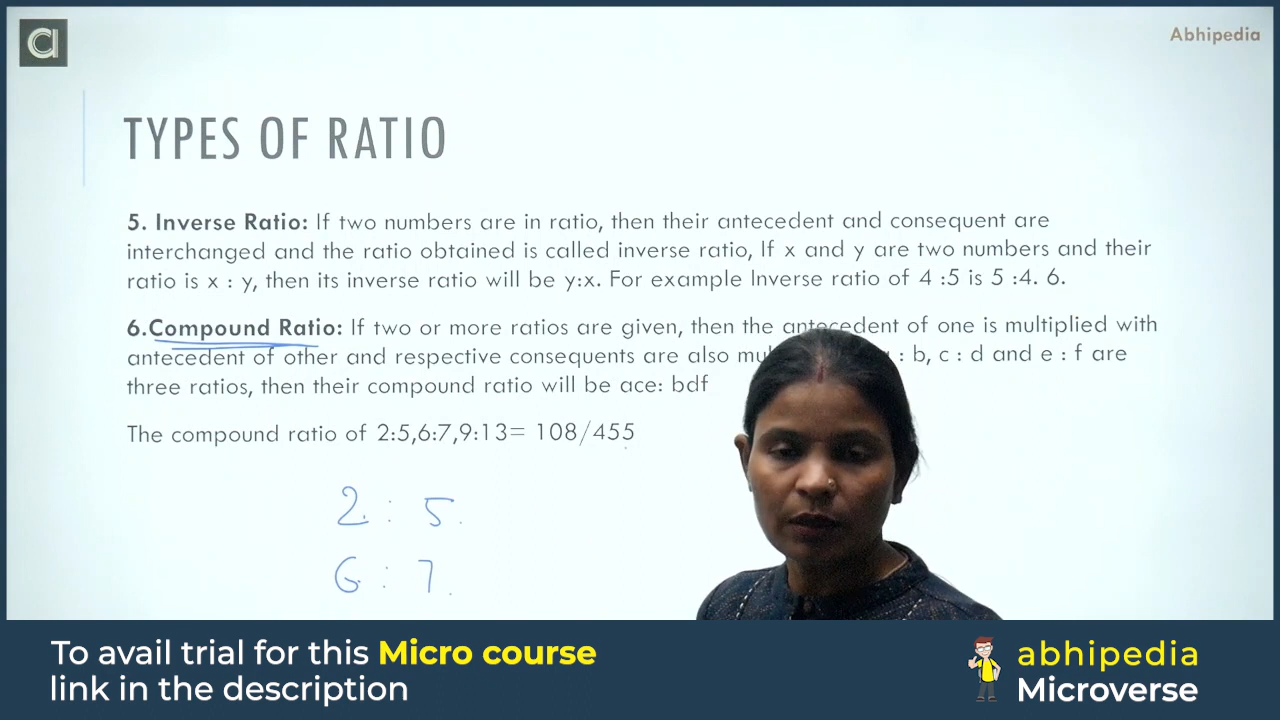 Abhipedia
TYPES OF RATIO
5. Inverse Ratio: If two numbers are in ratio, then their antecedent and consequent are
interchanged and the ratio obtained is called inverse ratio, If x and y are two numbers and their
ratio is x : y, then its inverse ratio will be y:x. For example Inverse ratio of 4 :5 is 5 :4. 6.
6.Compound Ratio: If two or more ratios are given, then the antecedent of one is multiplied with
antecedent of other and respective consequents are also : b, c : d and e : f are
three ratios, then their compound ratio will be ace: bdf
The compound ratio of 2:5,6:7,9:13= 108/455
2 : 5
6 : 7
To avail trial for this Micro course
link in the description
abhipedia
Microverse